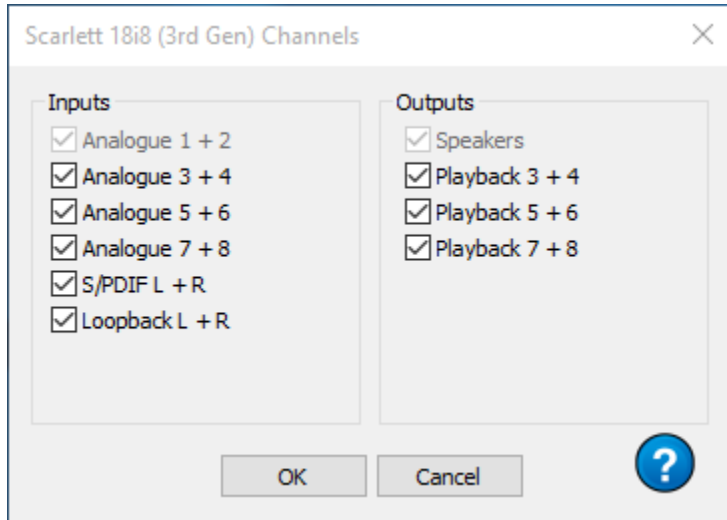 Scarlett 18i8 (3rd Gen) Channels
Inputs
Analogue 1 + 2
Analogue 3 + 4
Analogue 5 + 6
Analogue 7 + 8
S/PDIF L + R
Loopback L + R
Outputs
Speakers
Playback 3 + 4
Playback 5 + 6
Playback 7 + 8
OK
Cancel
?